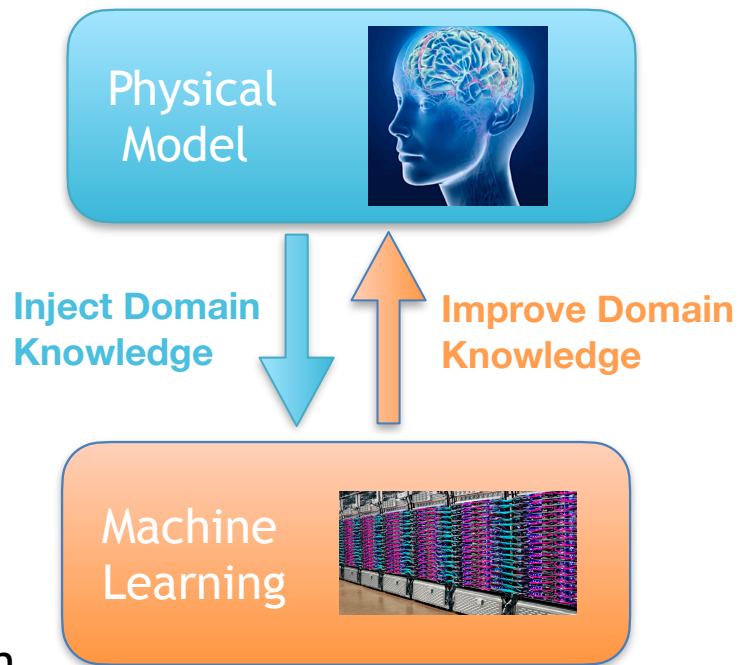 Physical
Model
Inject Domain
Knowledge
Improve Domain
Knowledge
Machine
Learning